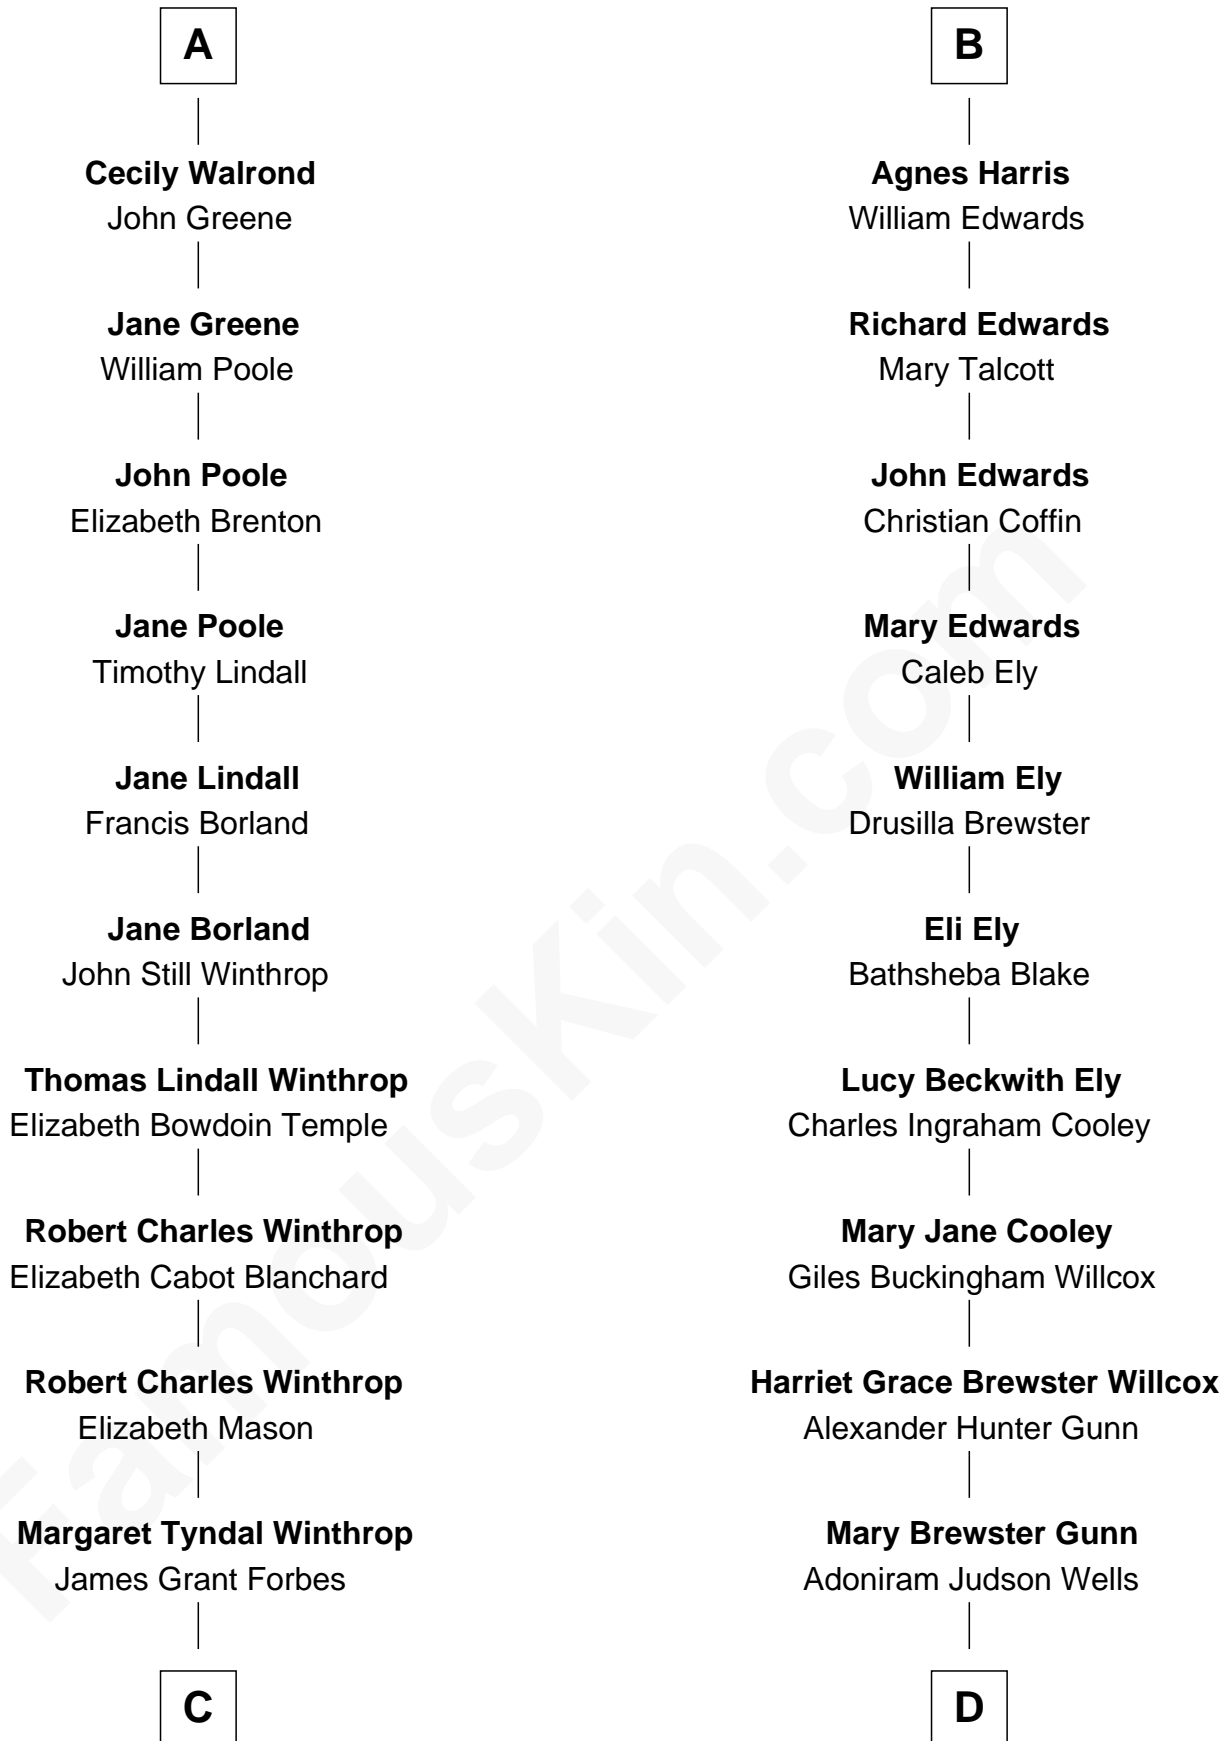 A
Cecily Walrond
John Greene
Jane Greene
William Poole
John Poole
Elizabeth Brenton
Jane Poole
Timothy Lindall
Jane Lindall
Francis Borland
Jane Borland
John Still Winthrop
Thomas Lindall Winthrop
Elizabeth Bowdoin Temple
Robert Charles Winthrop
Elizabeth Cabot Blanchard
Robert Charles Winthrop
Elizabeth Mason
Margaret Tyndal Winthrop
James Grant Forbes
C
B
Agnes Harris
William Edwards
Richard Edwards
Mary Talcott
John Edwards
Christian Coffin
Mary Edwards
Caleb Ely
William Ely
Drusilla Brewster
Eli Ely
Bathsheba Blake
Lucy Beckwith Ely
Charles Ingraham Cooley
Mary Jane Cooley
Giles Buckingham Willcox
Harriet Grace Brewster Willcox
Alexander Hunter Gunn
Mary Brewster Gunn
Adoniram Judson Wells
D
FamousKin.com